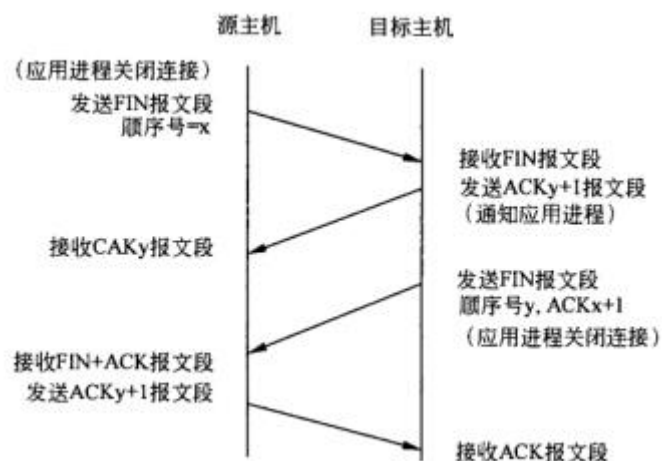 源主机 目标主机
(应用进程关闭连接)
发送FIN报文段
顺序号=x
接收FIN报文段
发送ACKy+1报文段
(通知应用进程)
接收CAKy报文段
发送FIN报文段
顺序号y, ACKx+1
(应用进程关闭连接)
接收FIN+ACK报文段
发送ACKy+1报文段
接收ACK报文段